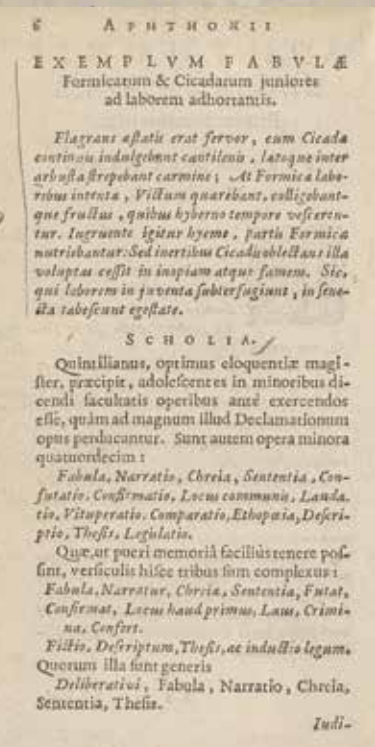 6 APHTHONII
EXEMPLVM FABVLÆ
Formicarum & Cicadarum juniores
ad laborem adhortantis.
Flagrans æstatis erat fervor, cum Cicadæ
continuis indulgebant cantilenis, latoque inter
arbusta strepebant carmine; At Formicæ labo-
ribus intentæ, Victum quærebant, colligebant-
que fructus, quibus hyberno tempore vescerén-
tur. Ingruente igitur hyeme, partis Formicæ
nutriebantur: Sed inertibus Cicadis oblectans illa
voluptas cessit in inopiam atque famem. Sic,
qui laborem in juventa subterfugiunt, in sene-
cta tabescunt egestate.
SCHOLIA.
Quintilianus, optimus eloquentiæ magi-
ster, præcipit, adolescentes in minoribus di-
cendi facultatis operibus antè exercendos
esse, quàm ad magnum illud Declamationum
opus perducantur. Sunt autem opera minora
quatuordecim:
Fabula, Narratio, Chreia, Sententia, Con-
futatio, Confirmatio, Locus communis, Lauda-
tio, Vituperatio, Comparatio, Ethopœia, Descri-
ptio, Thesis, Legislatio.
Quæ, ut pueri memoriâ faciliùs tenere pos-
sint, versiculis hisce tribus sum complexus:
Fabula, Narratur, Chreia, Sententia, Futat,
Confirmat, Locus haud primus, Laus, Crimi-
na, Confert.
Fictio, Descriptum, Thesis, ac inductio legum.
Quorum illa sunt generis
Deliberativi, Fabula, Narratio, Chreia,
Sententia, Thesis.
Iudi-